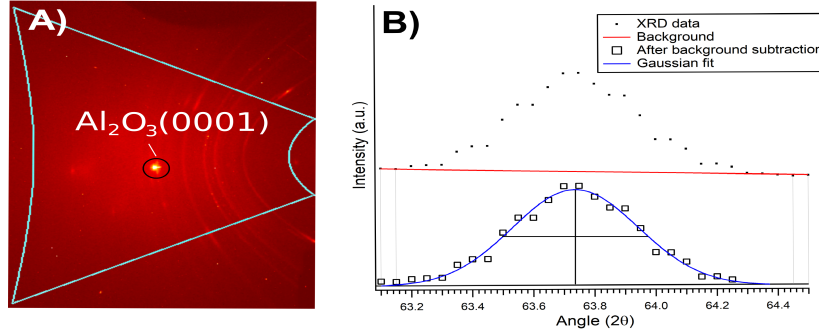 A)
Al₂O₃(0001)
B)
XRD data
Background
After background subtraction
Gaussian fit
Intensity (a.u.)
63.2 63.4 63.6 63.8 64.0 64.2 64.4
Angle (2θ)